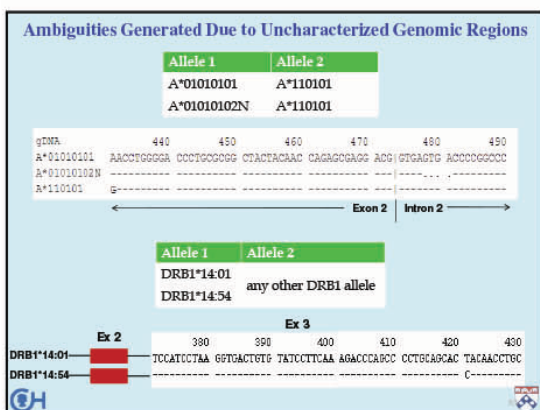 Ambiguities Generated Due to Uncharacterized Genomic Regions
Allele 1 Allele 2
A*01010101 A*110101
A*01010102N A*110101
gDNA 440 450 460 470 480 490
A*01010101 AACCTGGGGA CCCTGCGCGG CTACTACAAC CAGAGCGAGG ACG|GTGAGTG ACCCCGGCCC
A*01010102N ---------- ---------- ---------- ---------- ---|----... .---------
A*110101 G--------- ---------- ---------- ---------- ---|------- ----------
Exon 2 Intron 2
Allele 1 Allele 2
DRB1*14:01 any other DRB1 allele
DRB1*14:54
Ex 2 Ex 3
380 390 400 410 420 430
DRB1*14:01 TCCATCCTAA GGTGACTGTG TATCCTTCAA AGACCCAGCC CCTGCAGCAC TACAACCTGC
DRB1*14:54 ---------- ---------- ---------- ---------- ---------- C---------
CH